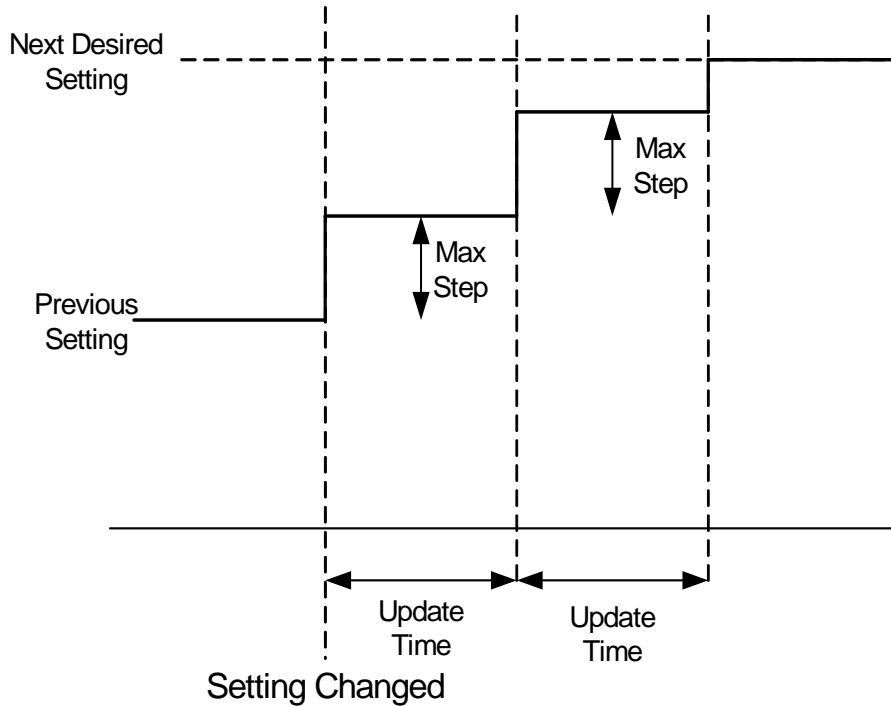 Next Desired
Setting
Max
Step
Max
Step
Previous
Setting
Update
Time
Update
Time
Setting Changed